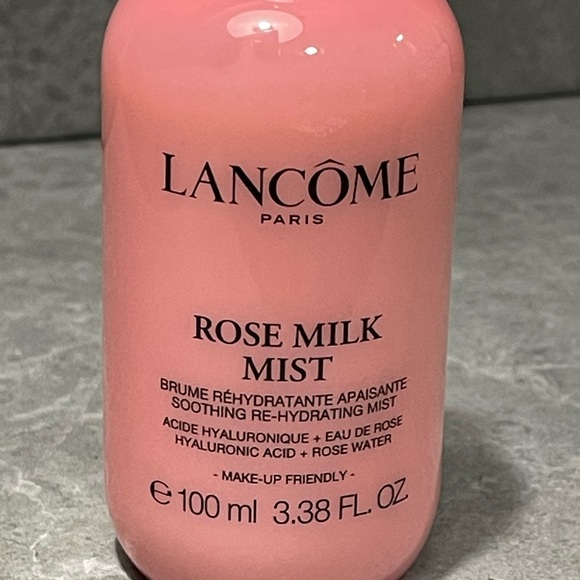 LANCÔME
PARIS
ROSE MILK
MIST
BRUME RÉHYDRATANTE APAISANTE
SOOTHING RE-HYDRATING MIST
ACIDE HYALURONIQUE + EAU DE ROSE
HYALURONIC ACID + ROSE WATER
- MAKE-UP FRIENDLY -
℮ 100 ml 3.38 FL. OZ.